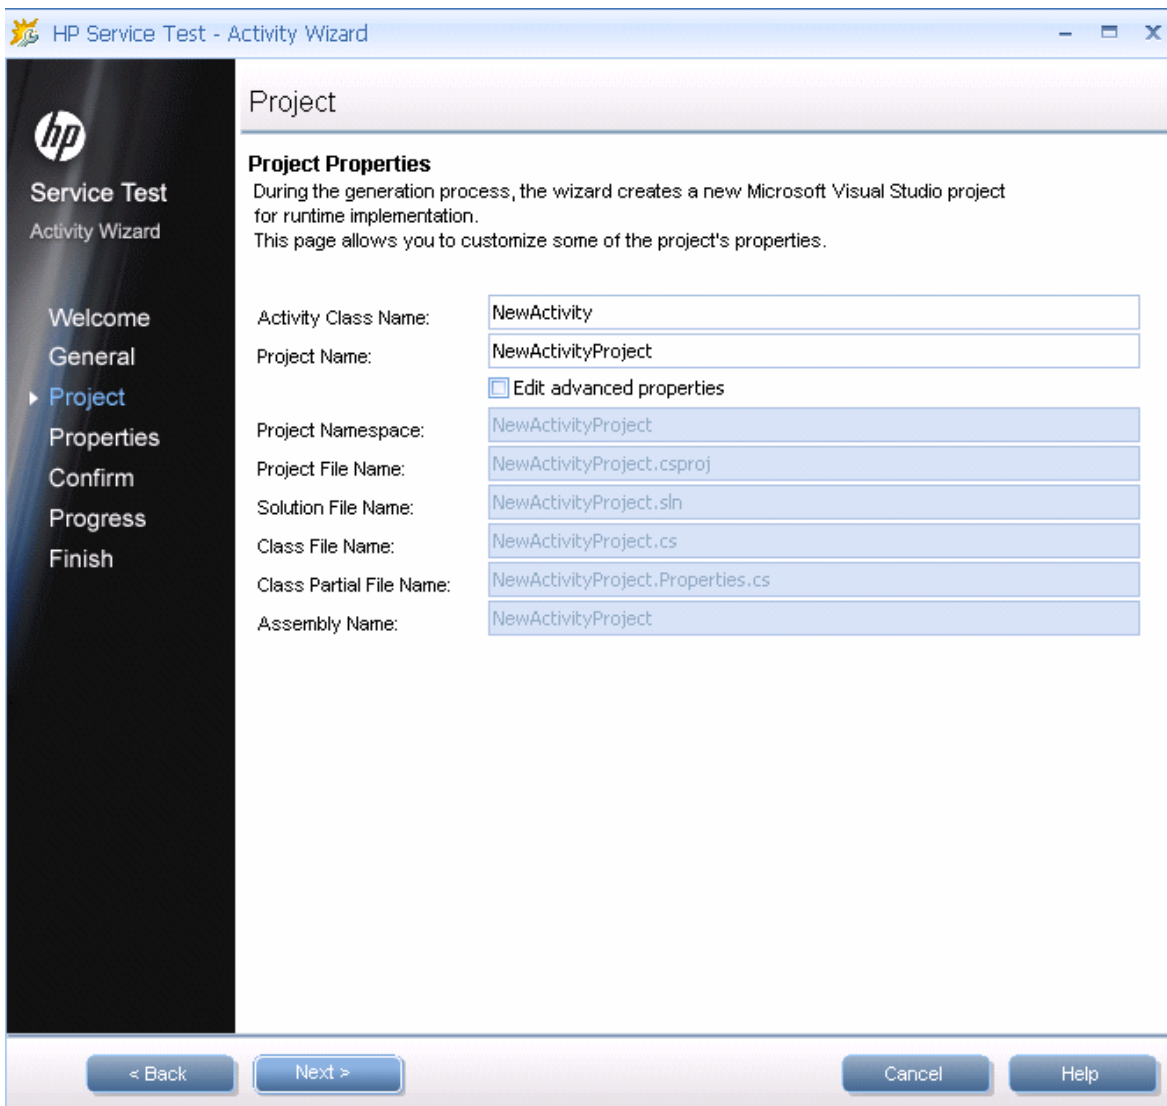 HP Service Test - Activity Wizard
hp
Service Test
Activity Wizard
Welcome
General
Project
Properties
Confirm
Progress
Finish
Project
Project Properties
During the generation process, the wizard creates a new Microsoft Visual Studio project
for runtime implementation.
This page allows you to customize some of the project's properties.
Activity Class Name: NewActivity
Project Name: NewActivityProject
Edit advanced properties
Project Namespace: NewActivityProject
Project File Name: NewActivityProject.csproj
Solution File Name: NewActivityProject.sln
Class File Name: NewActivityProject.cs
Class Partial File Name: NewActivityProject.Properties.cs
Assembly Name: NewActivityProject
< Back Next > Cancel Help